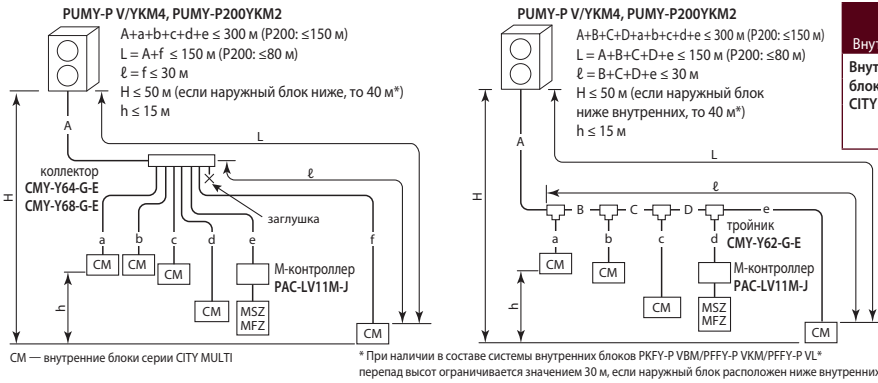 PUMY-P V/YKM4, PUMY-P200YKM2
A+a+b+c+d+e ≤ 300 м (P200: ≤150 м)
L = A+f ≤ 150 м (P200: ≤80 м)
ℓ = f ≤ 30 м
H ≤ 50 м (если наружный блок ниже, то 40 м*)
h ≤ 15 м
A
L
H
коллектор
CMY-Y64-G-E
CMY-Y68-G-E
ℓ
заглушка
a
b
c
d
e
f
CM
CM
CM
CM
М-контроллер
PAC-LV11M-J
MSZ
MFZ
CM
h
CM — внутренние блоки серии CITY MULTI
PUMY-P V/YKM4, PUMY-P200YKM2
A+B+C+D+a+b+c+d+e ≤ 300 м (P200: ≤150 м)
L = A+B+C+D+e ≤ 150 м (P200: ≤80 м)
ℓ = B+C+D+e ≤ 30 м
H ≤ 50 м (если наружный блок
ниже внутренних, то 40 м*)
h ≤ 15 м
A
L
H
ℓ
B
C
D
e
a
b
c
d
тройник
CMY-Y62-G-E
CM
CM
CM
М-контроллер
PAC-LV11M-J
MSZ
MFZ
CM
h
* При наличии в составе системы внутренних блоков PKFY-P VBM/PFFY-P VKM/PFFY-P VL*
перепад высот ограничивается значением 30 м, если наружный блок расположен ниже внутренних
Внут
Внут
блок
CITY